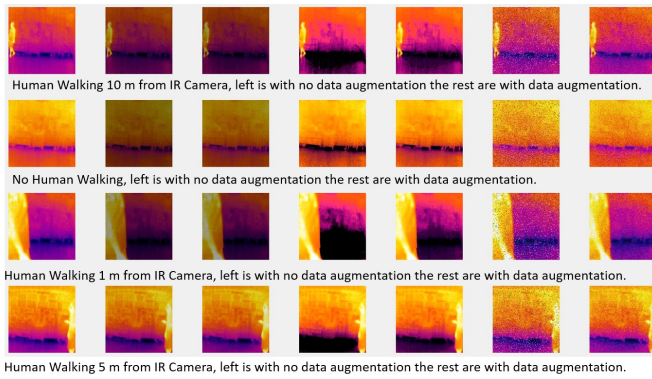 Human Walking 10 m from IR Camera, left is with no data augmentation the rest are with data augmentation.
No Human Walking, left is with no data augmentation the rest are with data augmentation.
Human Walking 1 m from IR Camera, left is with no data augmentation the rest are with data augmentation.
Human Walking 5 m from IR Camera, left is with no data augmentation the rest are with data augmentation.